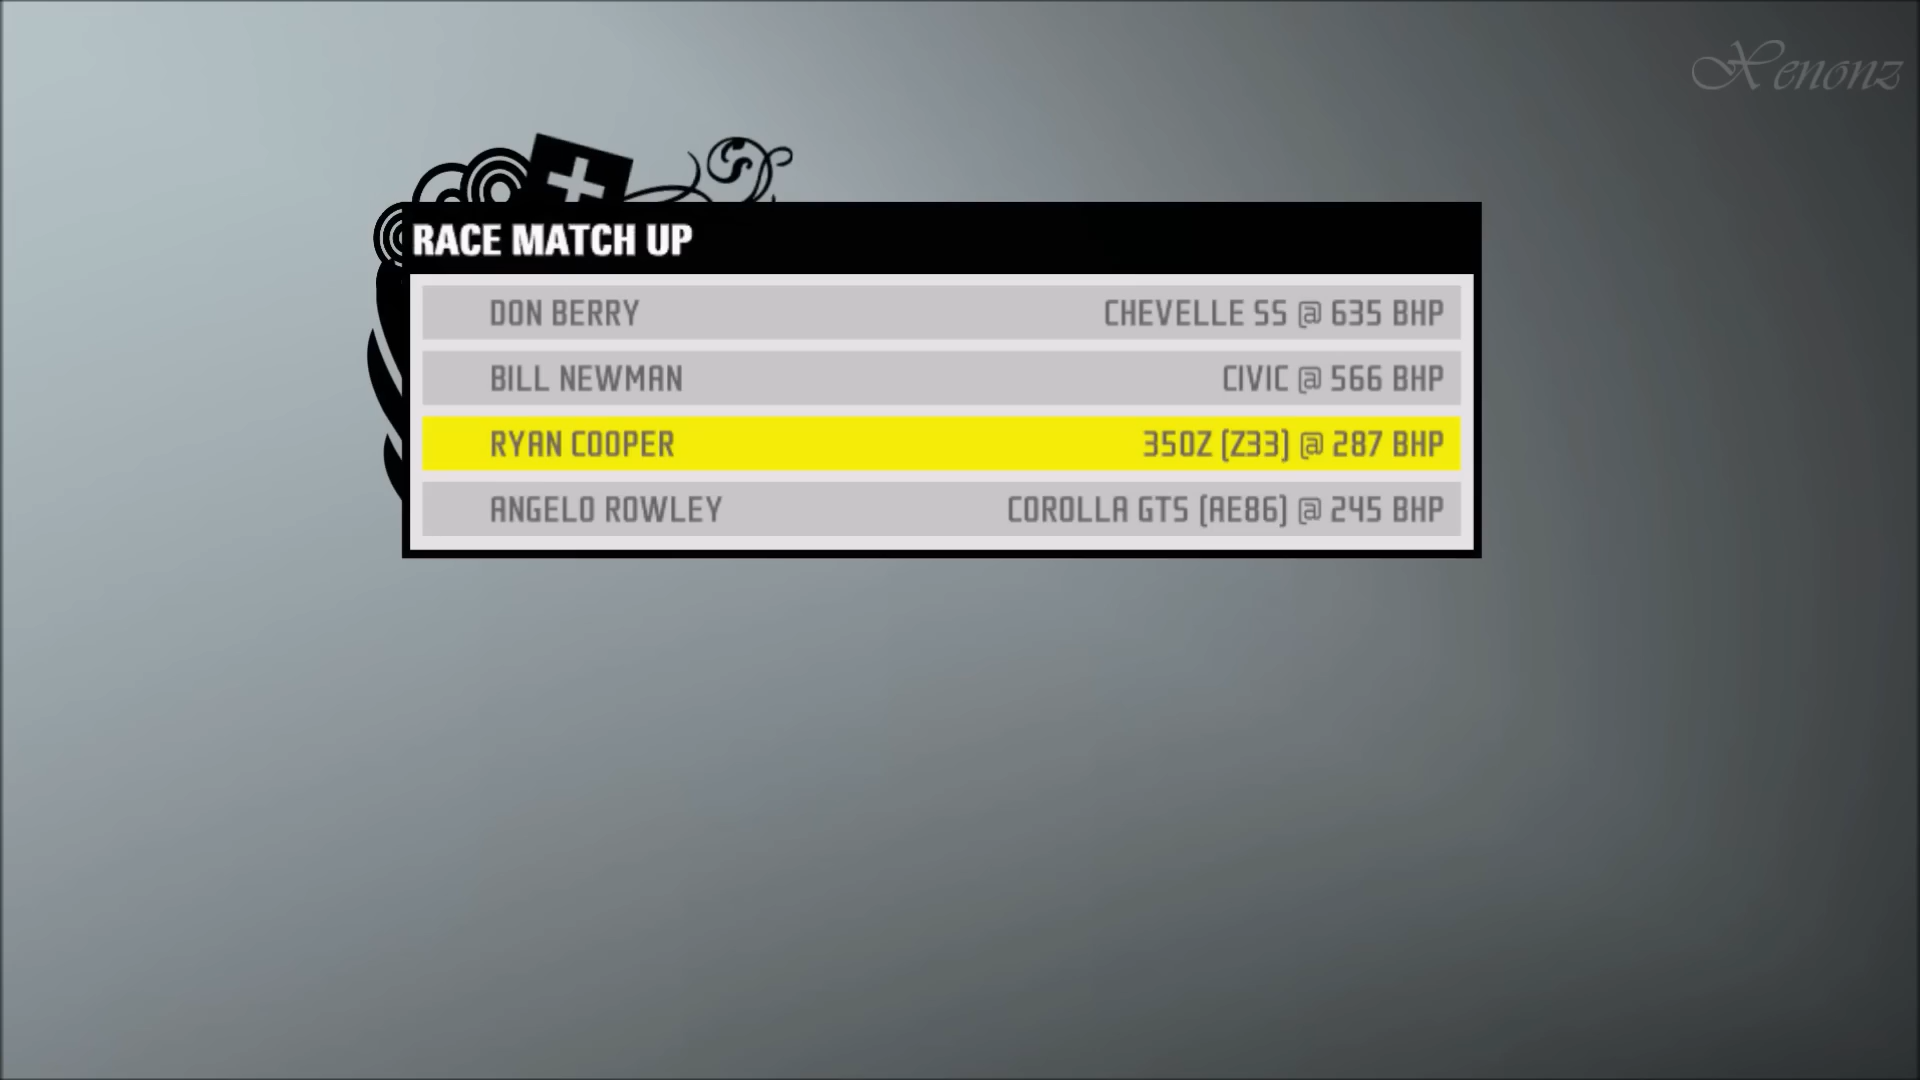 Xenonz
RACE MATCH UP
DON BERRY CHEVELLE SS @ 635 BHP
BILL NEWMAN CIVIC @ 566 BHP
RYAN COOPER 350Z (Z33) @ 287 BHP
ANGELO ROWLEY COROLLA GTS (AE86) @ 245 BHP